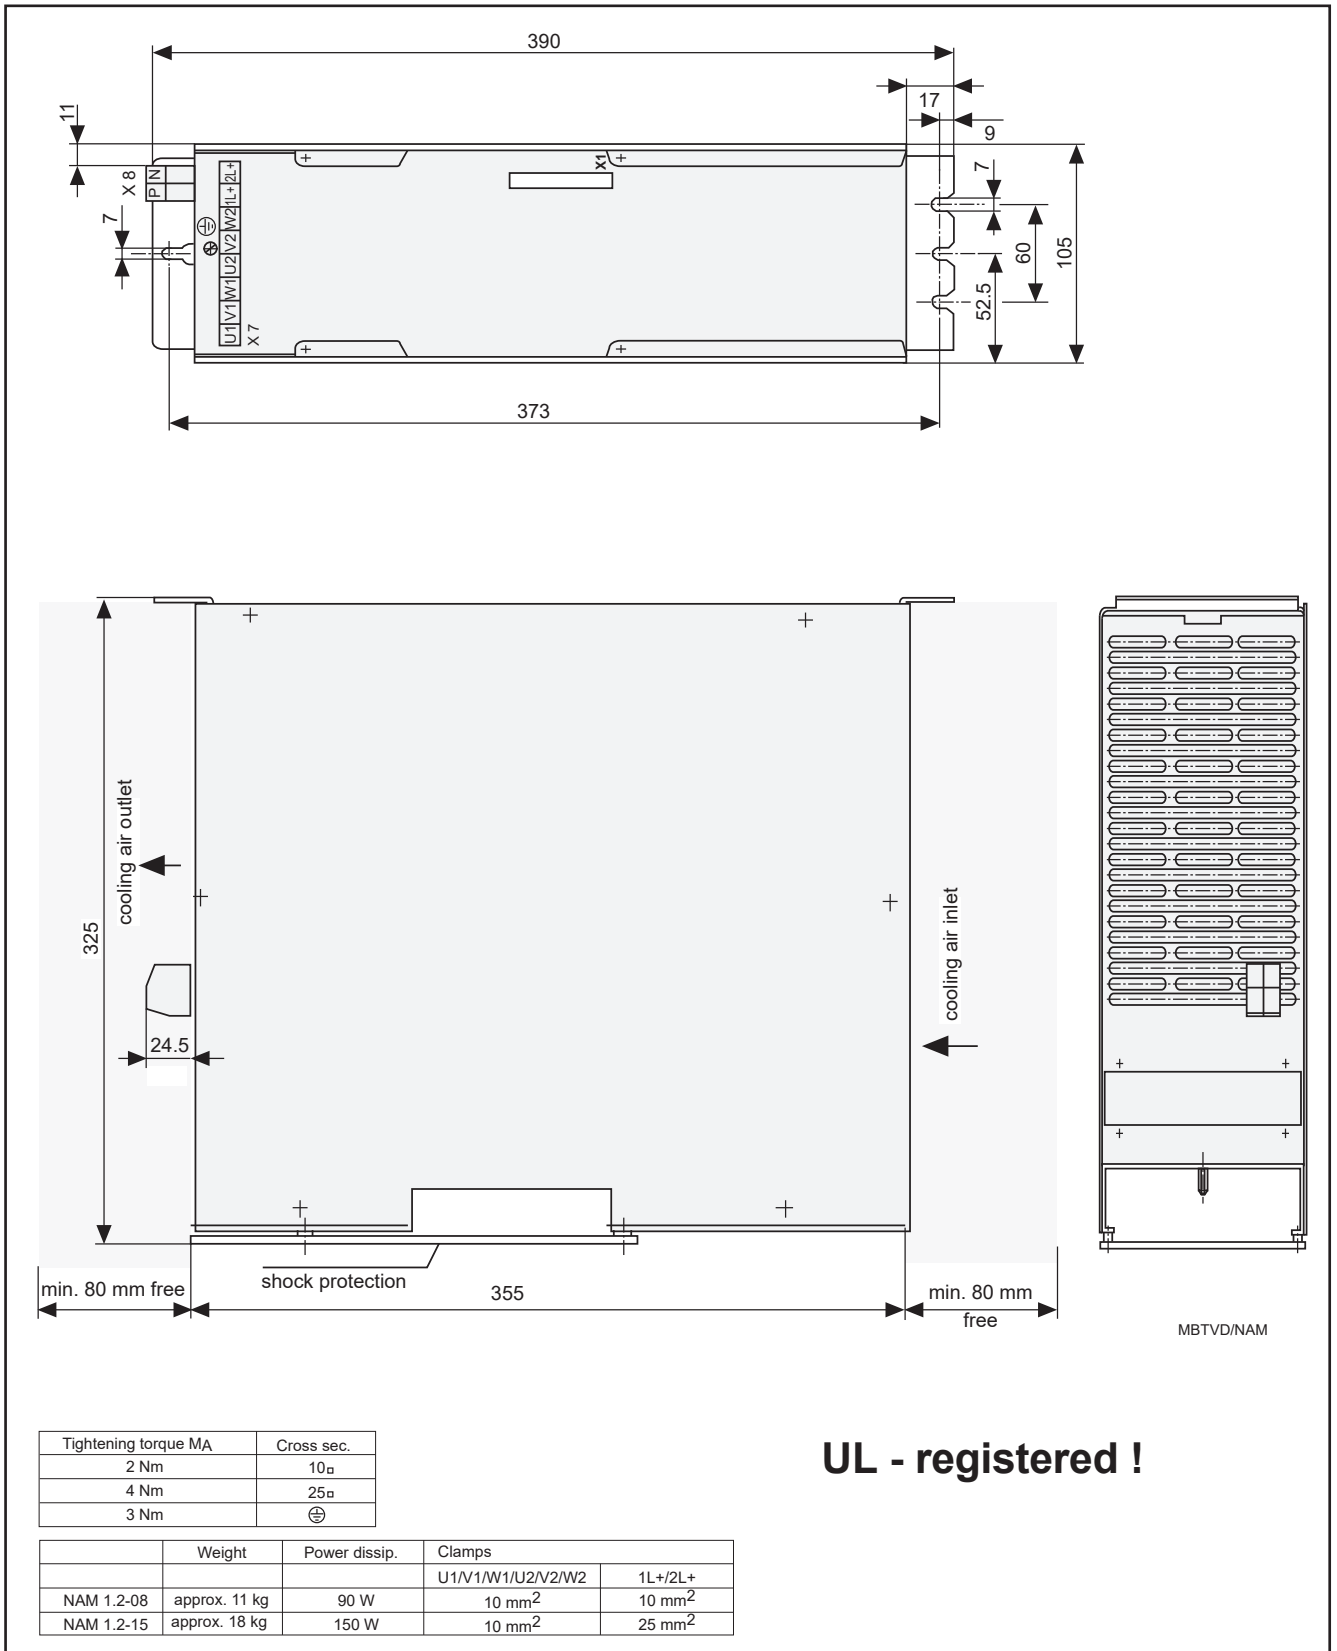 390
17
9
11
X1
X 8
P N
7
U1 V1 W1 U2 V2 W2 1L+ 2L+
X 7
7
60
52.5
105
373
cooling air outlet
325
24.5
cooling air inlet
shock protection
min. 80 mm free
355
min. 80 mm
free
MBTVD/NAM
UL - registered !
Tightening torque MA Cross sec.
2 Nm 10
4 Nm 25
3 Nm
Weight Power dissip. Clamps
U1/V1/W1/U2/V2/W2 1L+/2L+
NAM 1.2-08 approx. 11 kg 90 W 10 mm2 10 mm2
NAM 1.2-15 approx. 18 kg 150 W 10 mm2 25 mm2